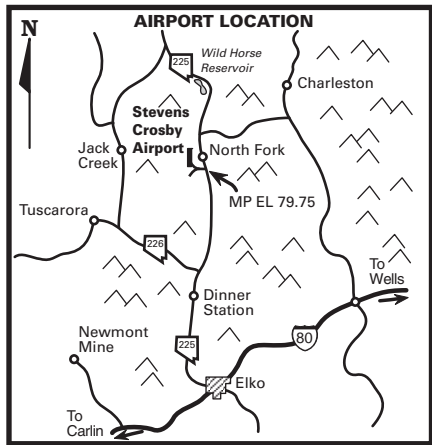 AIRPORT LOCATION
N
225
Wild Horse
Reservoir
Charleston
Stevens
Crosby
Airport
Jack
Creek
North Fork
MP EL 79.75
Tuscarora
226
To
Wells
Dinner
Station
Newmont
Mine
225
80
Elko
To
Carlin